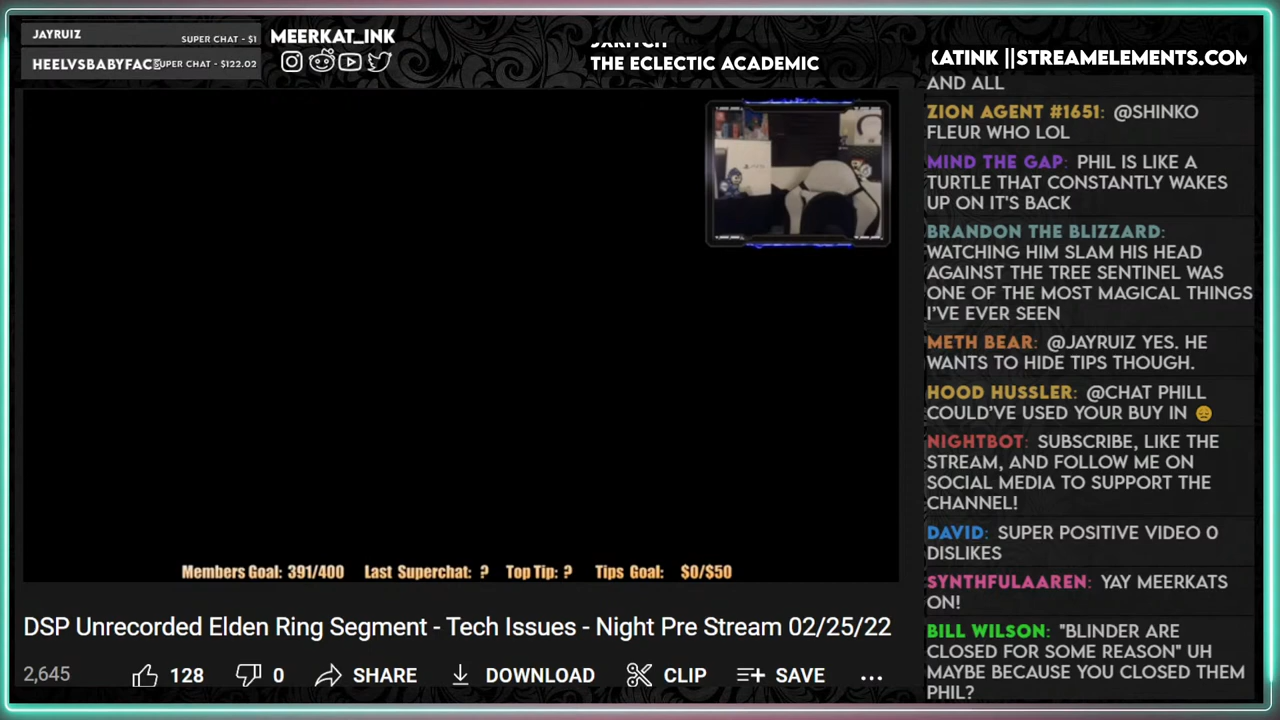 JAYRUIZ
SUPER CHAT - $1
HEELVSBABYFAC
SUPER CHAT - $122.02
MEERKAT_INK
JXRITCH
THE ECLECTIC ACADEMIC
KATINK ||STREAMELEMENTS.COM
AND ALL
ZION AGENT #1651: @SHINKO
FLEUR WHO LOL
MIND THE GAP: PHIL IS LIKE A
TURTLE THAT CONSTANTLY WAKES
UP ON IT'S BACK
BRANDON THE BLIZZARD:
WATCHING HIM SLAM HIS HEAD
AGAINST THE TREE SENTINEL WAS
ONE OF THE MOST MAGICAL THINGS
I'VE EVER SEEN
METH BEAR: @JAYRUIZ YES. HE
WANTS TO HIDE TIPS THOUGH.
HOOD HUSSLER: @CHAT PHILL
COULD'VE USED YOUR BUY IN 😔
NIGHTBOT: SUBSCRIBE, LIKE THE
STREAM, AND FOLLOW ME ON
SOCIAL MEDIA TO SUPPORT THE
CHANNEL!
DAVID: SUPER POSITIVE VIDEO 0
DISLIKES
SYNTHFULAAREN: YAY MEERKATS
ON!
BILL WILSON: "BLINDER ARE
CLOSED FOR SOME REASON" UH
MAYBE BECAUSE YOU CLOSED THEM
PHIL?
Members Goal: 391/400 Last Superchat: ? Top Tip: ? Tips Goal: $0/$50
DSP Unrecorded Elden Ring Segment - Tech Issues - Night Pre Stream 02/25/22
2,645 128 0 SHARE DOWNLOAD CLIP SAVE ...